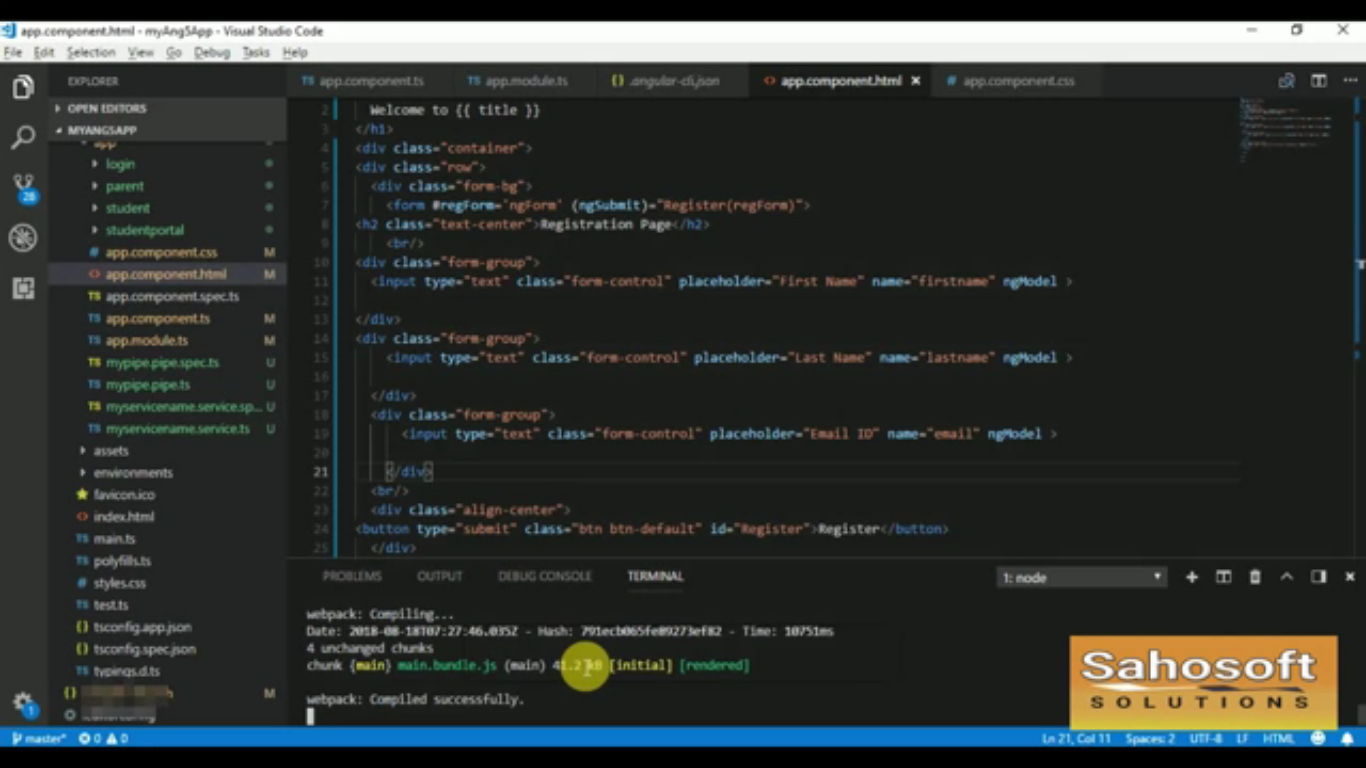 app.component.html - myAng5App - Visual Studio Code
File Edit Selection View Go Debug Tasks Help
EXPLORER
OPEN EDITORS
MYANG5APP
app
login
parent
student
studentportal
app.component.css
app.component.html M
app.component.spec.ts
app.component.ts M
app.module.ts M
mypipe.pipe.spec.ts U
mypipe.pipe.ts U
myservicename.service.sp... U
myservicename.service.ts U
assets
environments
favicon.ico
index.html
main.ts
polyfills.ts
styles.css
test.ts
tsconfig.app.json
tsconfig.spec.json
typings.d.ts
M
28
1
app.component.ts app.module.ts .angular-cli.json app.component.html app.component.css
2 Welcome to {{ title }}
3 </h1>
4 <div class="container">
5 <div class="row">
6 <div class="form-bg">
7 <form #regForm='ngForm' (ngSubmit)="Register(regForm)">
8 <h2 class="text-center">Registration Page</h2>
9 <br/>
10 <div class="form-group">
11 <input type="text" class="form-control" placeholder="First Name" name="firstname" ngModel >
12
13 </div>
14 <div class="form-group">
15 <input type="text" class="form-control" placeholder="Last Name" name="lastname" ngModel >
16
17 </div>
18 <div class="form-group">
19 <input type="text" class="form-control" placeholder="Email ID" name="email" ngModel >
20
21 </div>
22 <br/>
23 <div class="align-center">
24 <button type="submit" class="btn btn-default" id="Register">Register</button>
25 </div>
PROBLEMS OUTPUT DEBUG CONSOLE TERMINAL 1: node
webpack: Compiling...
Date: 2018-08-18T07:27:46.035Z - Hash: 791ecb065fe89273ef82 - Time: 10751ms
4 unchanged chunks
chunk {main} main.bundle.js (main) 41.2 kB [initial] [rendered]
webpack: Compiled successfully.
Sahosoft
SOLUTIONS
master* 0 0 Ln 21, Col 11 Spaces: 2 UTF-8 LF HTML